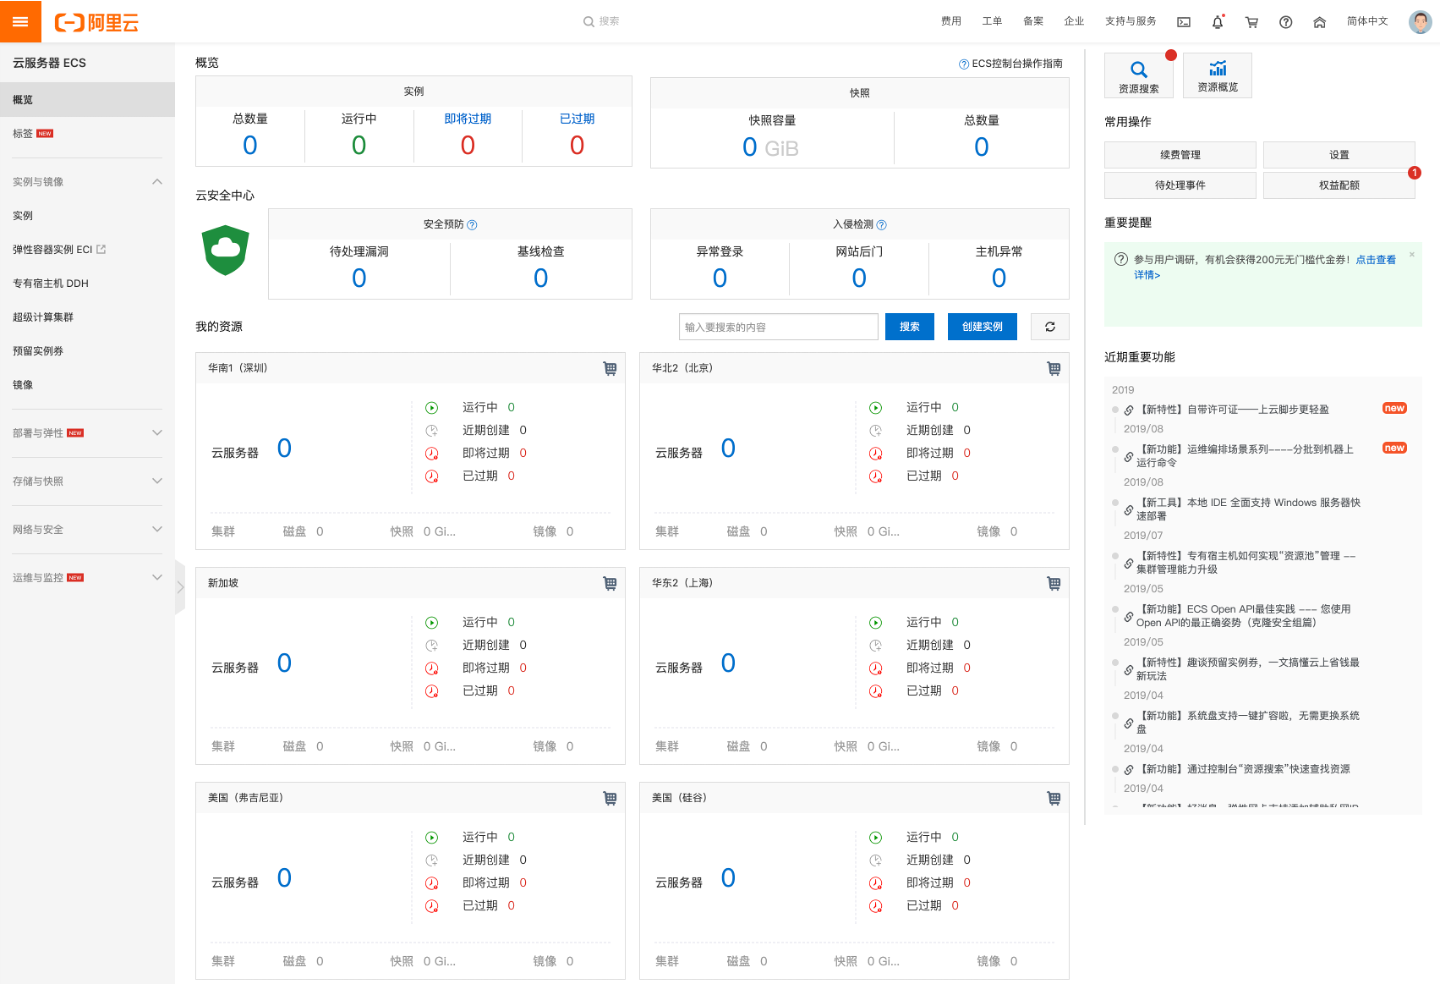 阿里云
搜索
费用
工单
备案
企业
支持与服务
简体中文
云服务器 ECS
概览
标签 NEW
实例与镜像
实例
弹性容器实例 ECI
专有宿主机 DDH
超级计算集群
预留实例券
镜像
部署与弹性 NEW
存储与快照
网络与安全
运维与监控 NEW
概览
ECS控制台操作指南
实例
总数量
运行中
即将过期
已过期
0
0
0
0
快照
快照容量
总数量
0 GiB
0
云安全中心
安全预防
待处理漏洞
基线检查
0
0
入侵检测
异常登录
网站后门
主机异常
0
0
0
我的资源
输入要搜索的内容
搜索
创建实例
华南1（深圳）
云服务器 0
运行中 0
近期创建 0
即将过期 0
已过期 0
集群 磁盘 0 快照 0 Gi... 镜像 0
华北2（北京）
云服务器 0
运行中 0
近期创建 0
即将过期 0
已过期 0
集群 磁盘 0 快照 0 Gi... 镜像 0
新加坡
云服务器 0
运行中 0
近期创建 0
即将过期 0
已过期 0
集群 磁盘 0 快照 0 Gi... 镜像 0
华东2（上海）
云服务器 0
运行中 0
近期创建 0
即将过期 0
已过期 0
集群 磁盘 0 快照 0 Gi... 镜像 0
美国（弗吉尼亚）
云服务器 0
运行中 0
近期创建 0
即将过期 0
已过期 0
集群 磁盘 0 快照 0 Gi... 镜像 0
美国（硅谷）
云服务器 0
运行中 0
近期创建 0
即将过期 0
已过期 0
集群 磁盘 0 快照 0 Gi... 镜像 0
资源搜索
资源概览
常用操作
续费管理
设置
待处理事件
权益配额
1
重要提醒
参与用户调研，有机会获得200元无门槛代金券！点击查看
详情>
近期重要功能
2019
【新特性】自带许可证——上云脚步更轻盈 new
2019/08
【新功能】运维编排场景系列----分批到机器上 new
运行命令
2019/08
【新工具】本地 IDE 全面支持 Windows 服务器快
速部署
2019/07
【新特性】专有宿主机如何实现“资源池”管理 --
集群管理能力升级
2019/05
【新功能】ECS Open API最佳实践 --- 您使用
Open API的最正确姿势（克隆安全组篇）
2019/05
【新特性】趣谈预留实例券，一文搞懂云上省钱最
新玩法
2019/04
【新功能】系统盘支持一键扩容啦，无需更换系统
盘
2019/04
【新功能】通过控制台“资源搜索”快速查找资源
2019/04